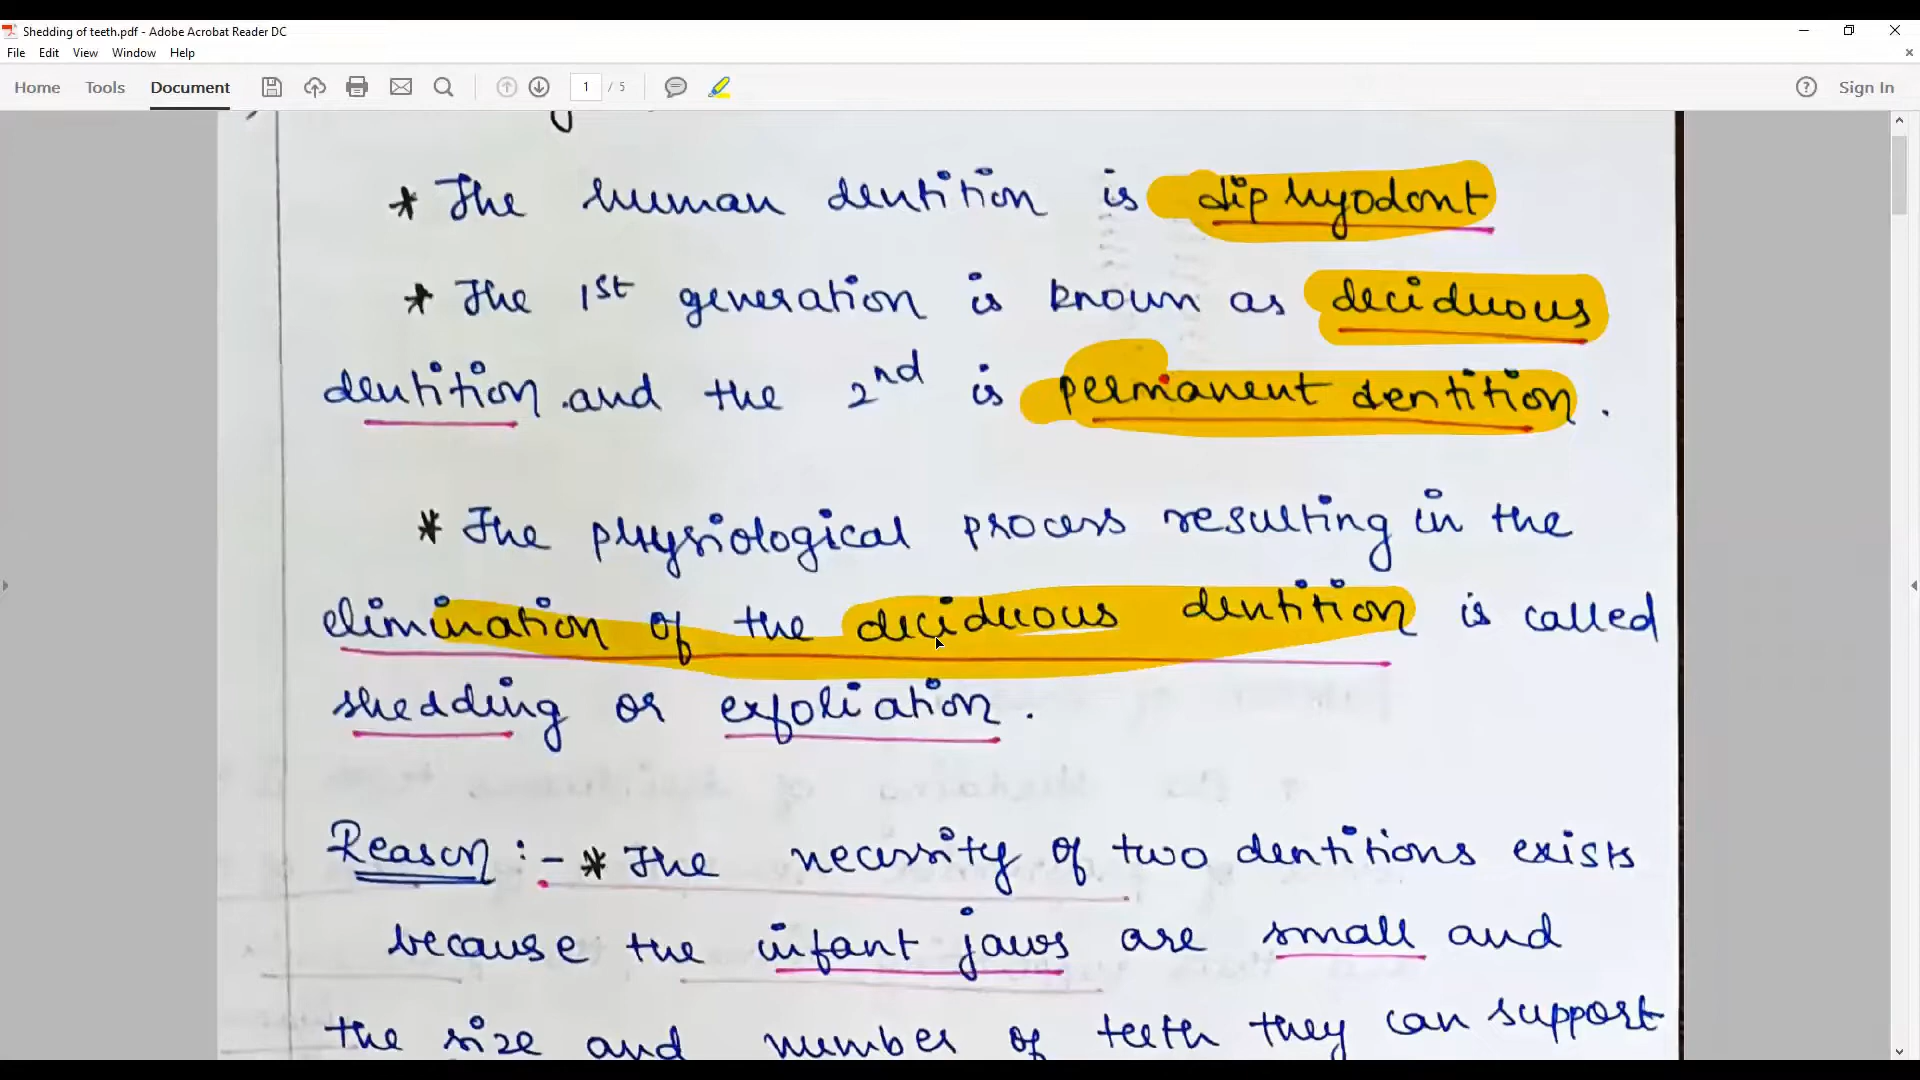 Shedding of teeth.pdf - Adobe Acrobat Reader DC
File Edit View Window Help
Home Tools Document 1 / 5 Sign In
* The human dentition is diphyodont
* The 1st generation is known as deciduous
dentition and the 2nd is permanent dentition.
* The physiological process resulting in the
elimination of the deciduous dentition is called
shedding or exfoliation.
Reason :- * The necessity of two dentitions exists
because the infant jaws are small and
the size and number of teeth they can support